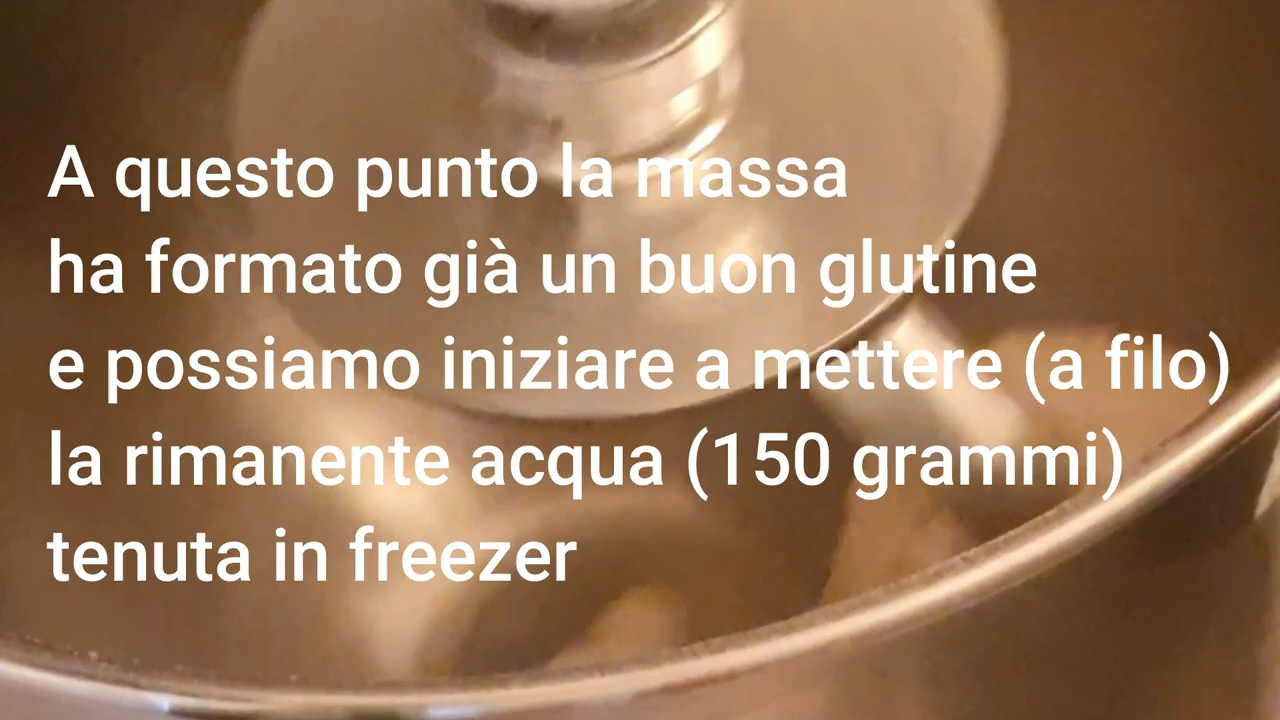 A questo punto la massa
ha formato già un buon glutine
e possiamo iniziare a mettere (a filo)
la rimanente acqua (150 grammi)
tenuta in freezer